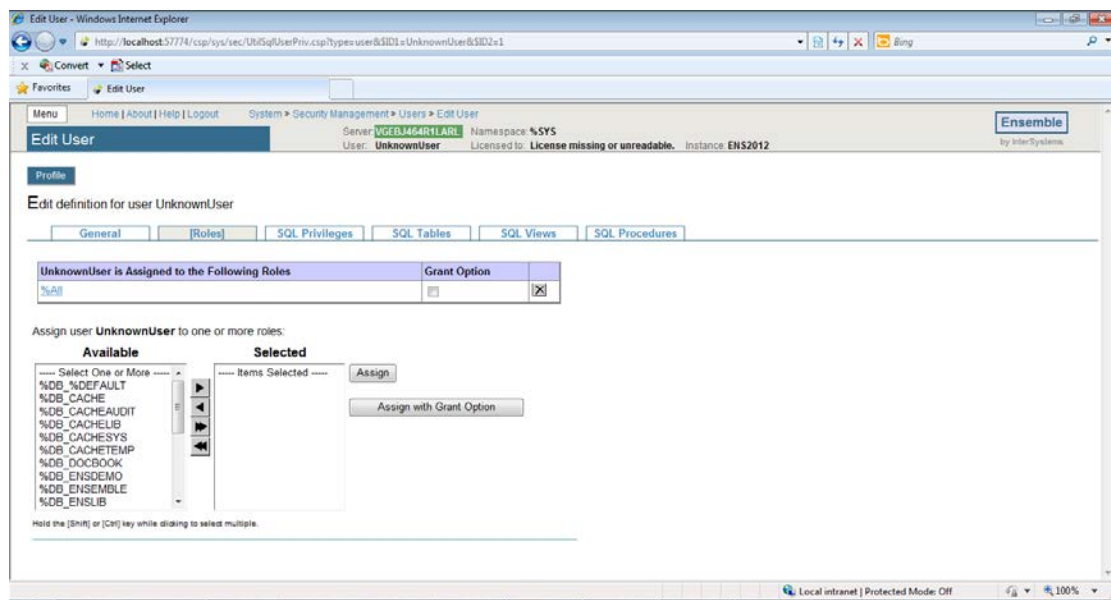 Edit User - Windows Internet Explorer
http://localhost:57774/csp/sys/sec/UtilSqlUserPriv.csp?type=user&$ID1=UnknownUser&$ID2=1
Bing
x Convert Select
Favorites Edit User
Menu Home | About | Help | Logout System > Security Management > Users > Edit User
Edit User
Server: VGEBJ464R1LARL Namespace: %SYS
User: UnknownUser Licensed to: License missing or unreadable. Instance: ENS2012
Ensemble
by InterSystems
Profile
Edit definition for user UnknownUser
General [Roles] SQL Privileges SQL Tables SQL Views SQL Procedures
UnknownUser is Assigned to the Following Roles Grant Option
%All
Assign user UnknownUser to one or more roles:
Available Selected
----- Select One or More ----- ----- Items Selected ----- Assign
%DB_%DEFAULT
%DB_CACHE
%DB_CACHEAUDIT
%DB_CACHELIB
%DB_CACHESYS
%DB_CACHETEMP
%DB_DOCBOOK
%DB_ENSDEMO
%DB_ENSEMBLE
%DB_ENSLIB
Assign with Grant Option
Hold the [Shift] or [Ctrl] key while clicking to select multiple.
Local intranet | Protected Mode: Off 100%